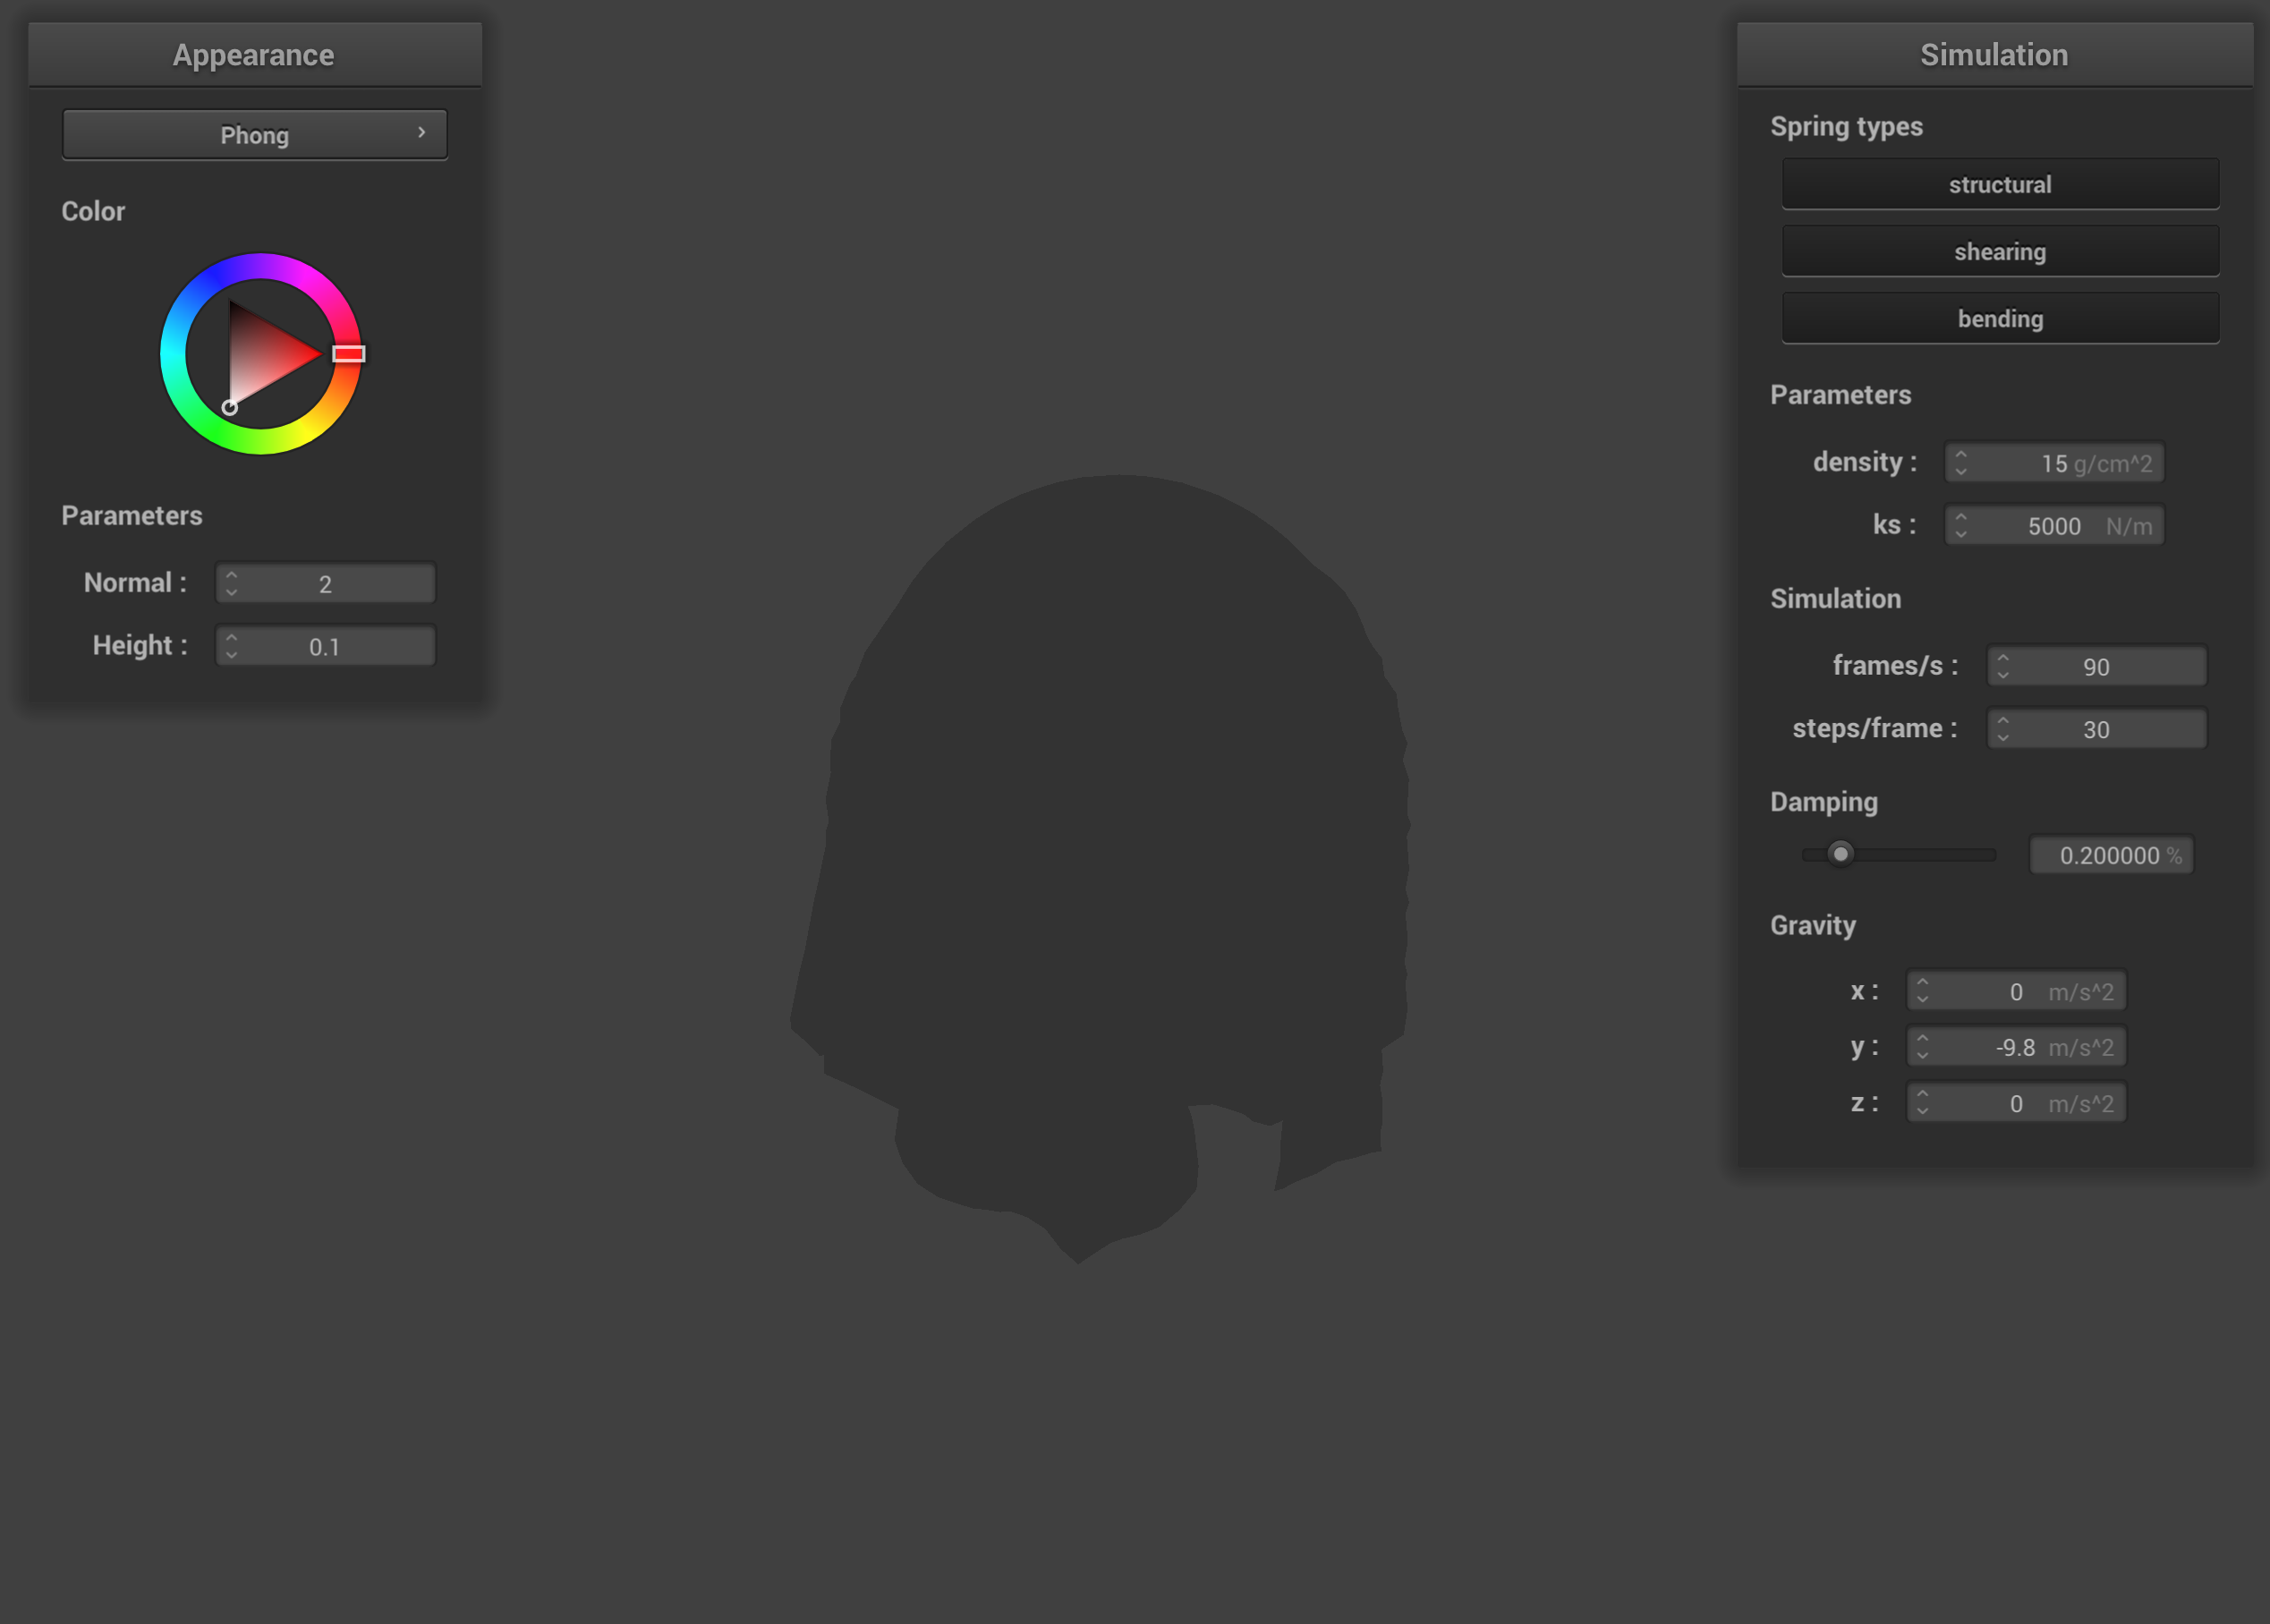 Appearance
Phong
Color
Parameters
Normal : 2
Height : 0.1
Simulation
Spring types
structural
shearing
bending
Parameters
density : 15 g/cm^2
ks : 5000 N/m
Simulation
frames/s : 90
steps/frame : 30
Damping
0.200000 %
Gravity
x : 0 m/s^2
y : -9.8 m/s^2
z : 0 m/s^2